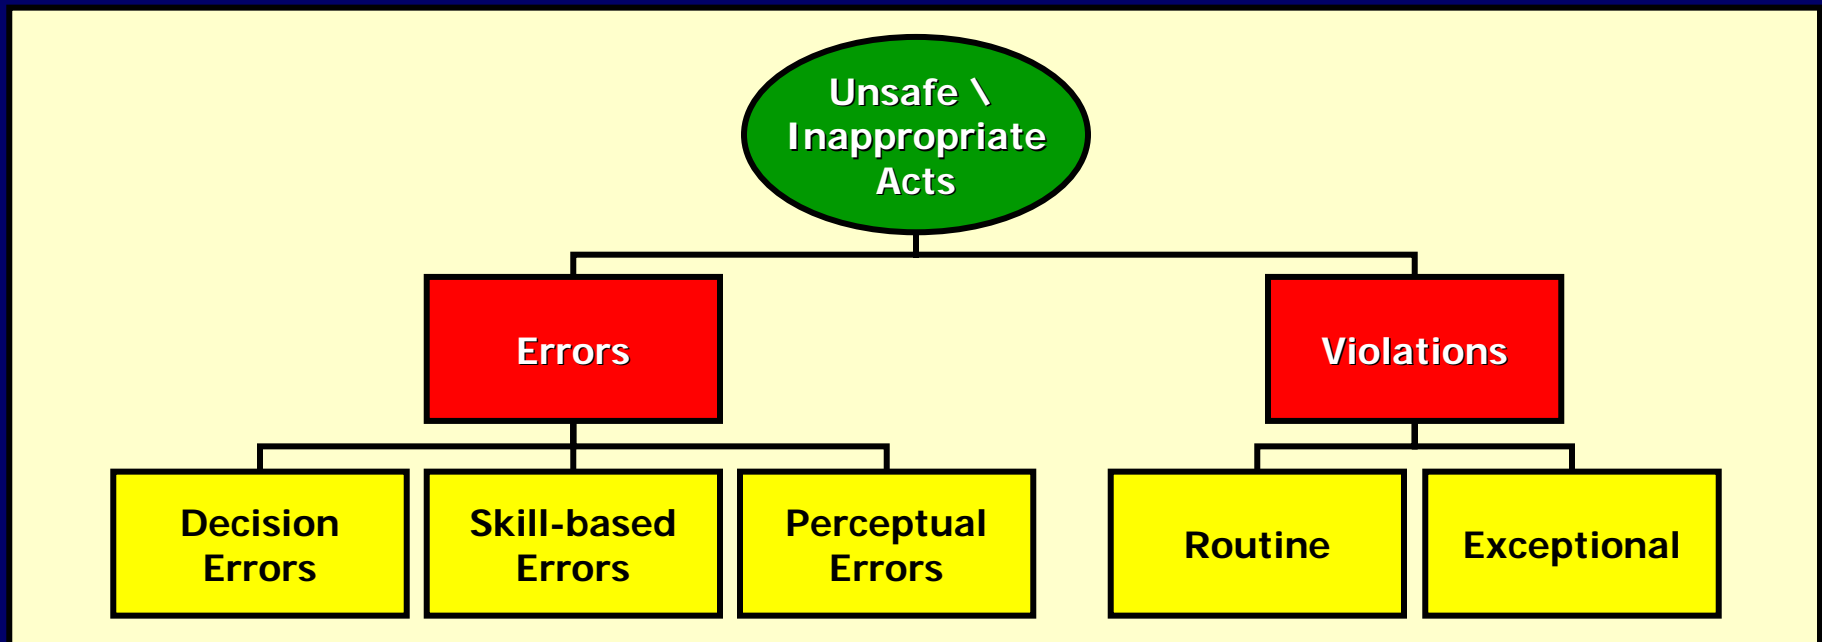 Unsafe \
Inappropriate
Acts
Errors
Violations
Decision
Errors
Skill-based
Errors
Perceptual
Errors
Routine
Exceptional